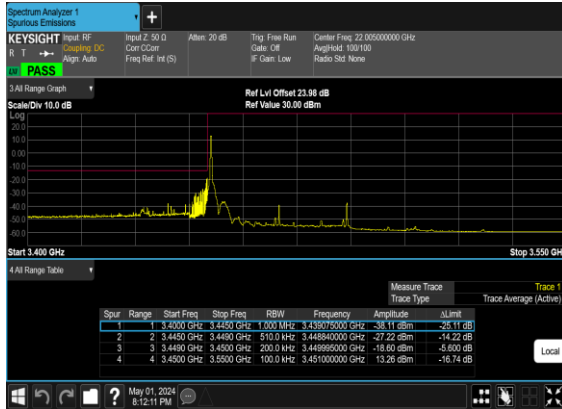 Spectrum Analyzer 1
Spurious Emissions
+
KEYSIGHT Input: RF Input Z: 50 Ω Atten: 20 dB Trig: Free Run Center Freq: 22.005000000 GHz
R T Coupling: DC Corr CCorr Gate: Off Avg|Hold: 100/100
Align: Auto Freq Ref: Int (S) IF Gain: Low Radio Std: None
PASS
3 All Range Graph
Ref Lvl Offset 23.98 dB
Scale/Div 10.0 dB Ref Value 30.00 dBm
Log
20.0
10.0
0.00
-10.0
-20.0
-30.0
-40.0
-50.0
-60.0
Start 3.400 GHz Stop 3.550 GH
4 All Range Table
Measure Trace Trace 1
Trace Type Trace Average (Active)
Spur Range Start Freq Stop Freq RBW Frequency Amplitude ΔLimit
1 1 3.4000 GHz 3.4450 GHz 1.000 MHz 3.439075000 GHz -38.11 dBm -25.11 dB
2 2 3.4450 GHz 3.4490 GHz 510.0 kHz 3.448840000 GHz -27.22 dBm -14.22 dB
3 3 3.4490 GHz 3.4500 GHz 200.0 kHz 3.449995000 GHz -18.60 dBm -5.600 dB
4 4 3.4500 GHz 3.5500 GHz 100.0 kHz 3.451000000 GHz 13.26 dBm -16.74 dB
Local
? May 01, 2024
8:12:11 PM